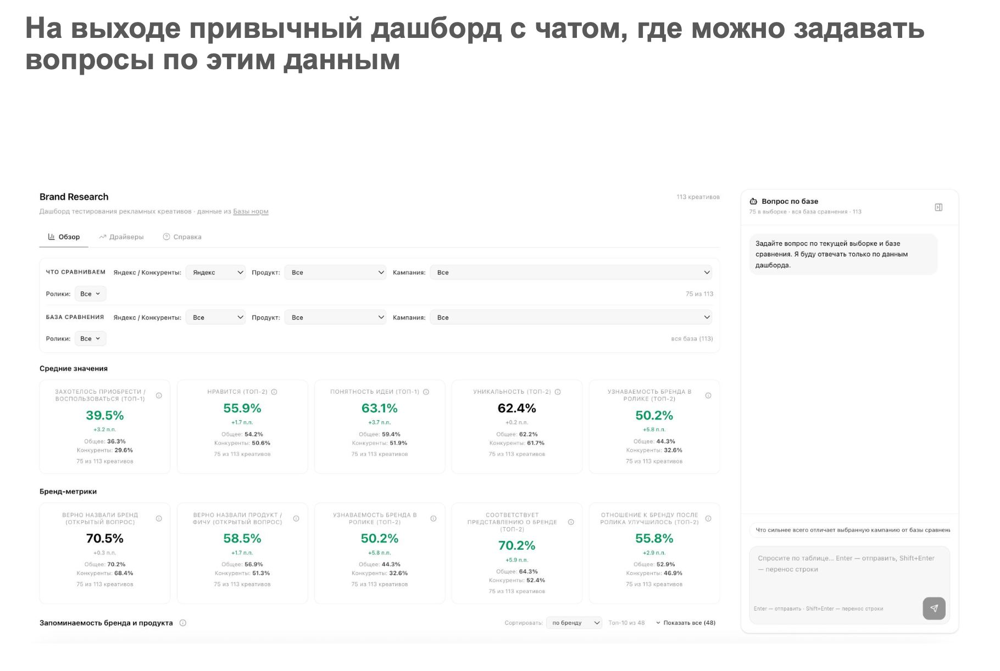 На выходе привычный дашборд с чатом, где можно задавать
вопросы по этим данным
Brand Research
113 креативов
Дашборд тестирования рекламных креативов · данные из Базы норм
Обзор
Драйверы
Справка
ЧТО СРАВНИВАЕМ Яндекс / Конкуренты: Яндекс Продукт: Все Кампания: Все
Ролики: Все
75 из 113
БАЗА СРАВНЕНИЯ Яндекс / Конкуренты: Все Продукт: Все Кампания: Все
Ролики: Все
вся база (113)
Средние значения
ЗАХОТЕЛОСЬ ПРИОБРЕСТИ /
ВОСПОЛЬЗОВАТЬСЯ (ТОП-1)
39.5%
+3.2 п.п.
Общее: 36.3%
Конкуренты: 29.6%
75 из 113 креативов
НРАВИТСЯ (ТОП-2)
55.9%
+1.7 п.п.
Общее: 54.2%
Конкуренты: 50.6%
75 из 113 креативов
ПОНЯТНОСТЬ ИДЕИ (ТОП-1)
63.1%
+3.7 п.п.
Общее: 59.4%
Конкуренты: 51.9%
75 из 113 креативов
УНИКАЛЬНОСТЬ (ТОП-2)
62.4%
+0.2 п.п.
Общее: 62.2%
Конкуренты: 61.7%
75 из 113 креативов
УЗНАВАЕМОСТЬ БРЕНДА В
РОЛИКЕ (ТОП-2)
50.2%
+5.8 п.п.
Общее: 44.3%
Конкуренты: 32.6%
75 из 113 креативов
Бренд-метрики
ВЕРНО НАЗВАЛИ БРЕНД
(ОТКРЫТЫЙ ВОПРОС)
70.5%
+0.3 п.п.
Общее: 70.2%
Конкуренты: 68.4%
75 из 113 креативов
ВЕРНО НАЗВАЛИ ПРОДУКТ /
ФИЧУ (ОТКРЫТЫЙ ВОПРОС)
58.5%
+1.7 п.п.
Общее: 56.9%
Конкуренты: 51.3%
75 из 113 креативов
УЗНАВАЕМОСТЬ БРЕНДА В
РОЛИКЕ (ТОП-2)
50.2%
+5.8 п.п.
Общее: 44.3%
Конкуренты: 32.6%
75 из 113 креативов
СООТВЕТСТВУЕТ
ПРЕДСТАВЛЕНИЮ О БРЕНДЕ
(ТОП-2)
70.2%
+5.9 п.п.
Общее: 64.3%
Конкуренты: 52.4%
75 из 113 креативов
ОТНОШЕНИЕ К БРЕНДУ ПОСЛЕ
РОЛИКА УЛУЧШИЛОСЬ (ТОП-2)
55.8%
+2.9 п.п.
Общее: 52.9%
Конкуренты: 46.9%
75 из 113 креативов
Запоминаемость бренда и продукта
Сортировать: по бренду Топ-10 из 48 Показать все (48)
Вопрос по базе
75 в выборке · вся база сравнения · 113
Задайте вопрос по текущей выборке и базе
сравнения. Я буду отвечать только по данным
дашборда.
Что сильнее всего отличает выбранную кампанию от базы сравнени
Спросите по таблице... Enter — отправить, Shift+Enter
— перенос строки
Enter — отправить · Shift+Enter — перенос строки